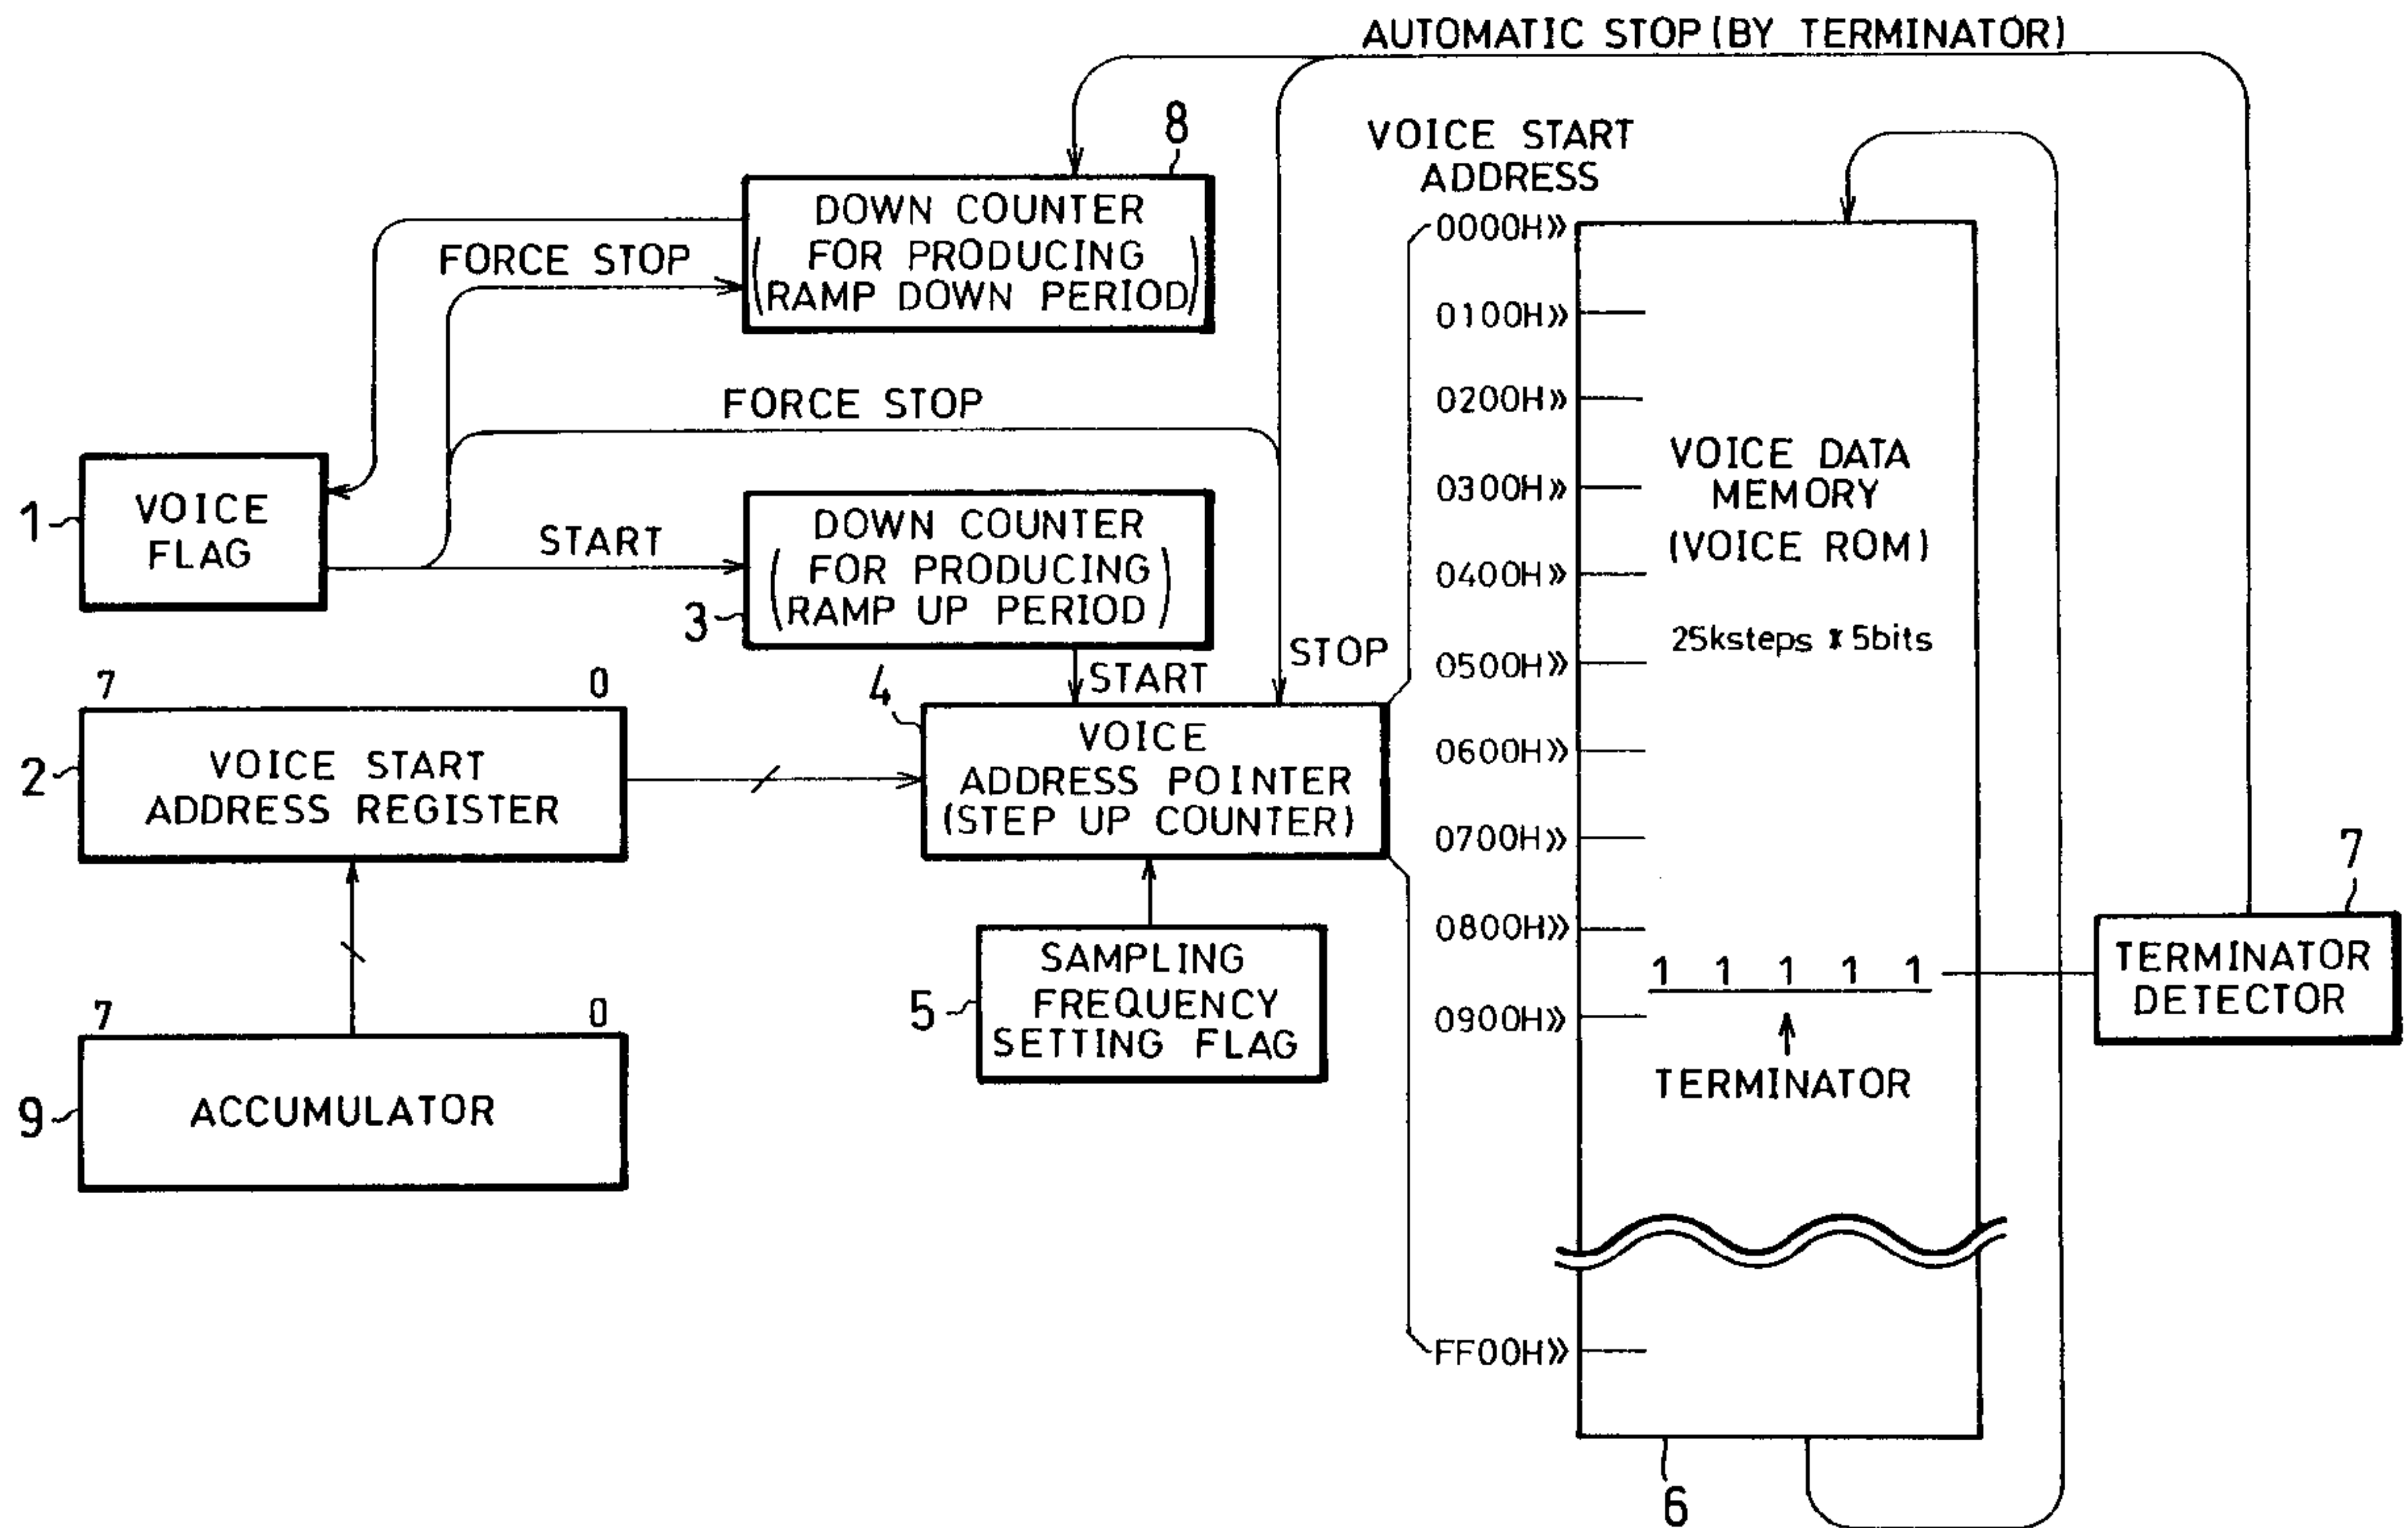 AUTOMATIC STOP (BY TERMINATOR)
8
DOWN COUNTER
(FOR PRODUCING
RAMP DOWN PERIOD)
FORCE STOP
FORCE STOP
1
VOICE
FLAG
START
DOWN COUNTER
(FOR PRODUCING
RAMP UP PERIOD)
3
START
STOP
7 0
2
VOICE START
ADDRESS REGISTER
4
VOICE
ADDRESS POINTER
(STEP UP COUNTER)
5
SAMPLING
FREQUENCY
SETTING FLAG
7 0
9
ACCUMULATOR
VOICE START
ADDRESS
0000H»
0100H»
0200H»
0300H»
0400H»
0500H»
0600H»
0700H»
0800H»
0900H»
FF00H»
VOICE DATA
MEMORY
(VOICE ROM)
25ksteps * 5bits
1 1 1 1 1
TERMINATOR
6
7
TERMINATOR
DETECTOR